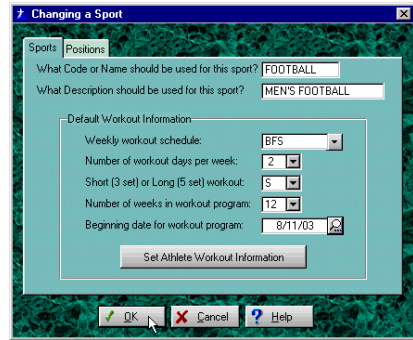 Changing a Sport
Sports Positions
What Code or Name should be used for this sport? FOOTBALL
What Description should be used for this sport? MEN'S FOOTBALL
Default Workout Information
Weekly workout schedule: BFS
Number of workout days per week: 2
Short (3 set) or Long (5 set) workout: S
Number of weeks in workout program: 12
Beginning date for workout program: 8/11/03
Set Athlete Workout Information
OK Cancel ? Help